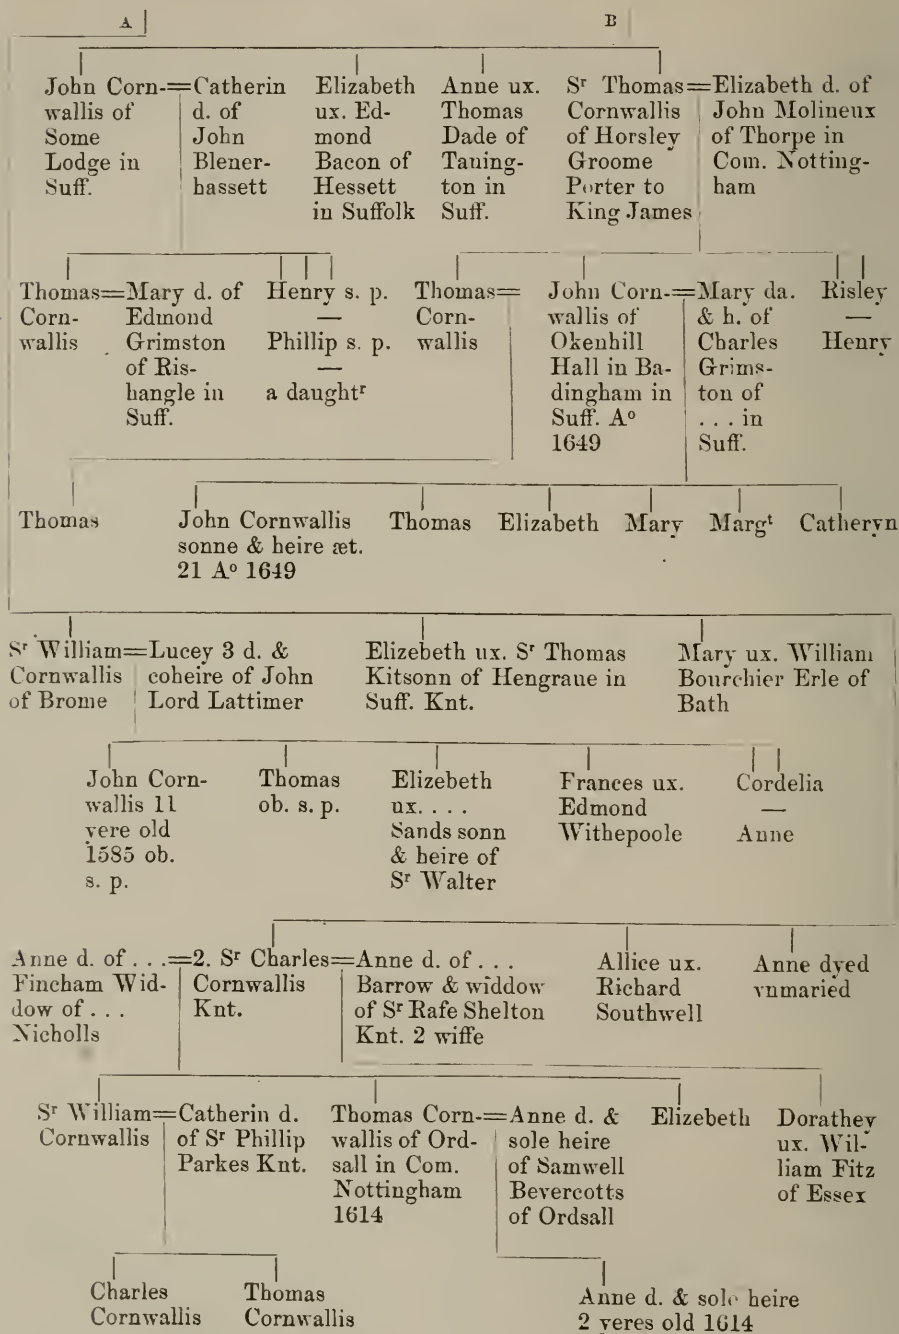 A
B
John Corn-=Catherin
wallis of d. of
Some John
Lodge in Blener-
Suff. hassett
Elizabeth
ux. Ed-
mond
Bacon of
Hessett
in Suffolk
Anne ux.
Thomas
Dade of
Tauing-
ton in
Suff.
Sr Thomas=Elizabeth d. of
Cornwallis John Molineux
of Horsley of Thorpe in
Groome Com. Notting-
Porter to ham
King James
Thomas=Mary d. of
Corn- Edmond
wallis Grimston
of Ris-
hangle in
Suff.
Henry s. p.
—
Phillip s. p.
—
a daughtr
Thomas=
Corn-
wallis
John Corn-=Mary da.
wallis of & h. of
Okenhill Charles
Hall in Ba- Grims-
dingham in ton of
Suff. Ao . . . in
1649 Suff.
Risley
—
Henry
Thomas
John Cornwallis
sonne & heire æt.
21 Ao 1649
Thomas
Elizabeth
Mary
Margt
Catheryn
Sr William=Lucey 3 d. &
Cornwallis coheire of John
of Brome Lord Lattimer
Elizebeth ux. Sr Thomas
Kitsonn of Hengraue in
Suff. Knt.
Mary ux. William
Bourchier Erle of
Bath
John Corn-
wallis 11
yere old
1585 ob.
s. p.
Thomas
ob. s. p.
Elizebeth
ux. . . .
Sands sonn
& heire of
Sr Walter
Frances ux.
Edmond
Withepoole
Cordelia
—
Anne
Anne d. of . . .=2. Sr Charles=Anne d. of . . .
Fincham Wid- Cornwallis Barrow & widdow
dow of . . . Knt. of Sr Rafe Shelton
Nicholls Knt. 2 wiffe
Allice ux.
Richard
Southwell
Anne dyed
vnmaried
Sr William=Catherin d.
Cornwallis of Sr Phillip
Parkes Knt.
Thomas Corn-=Anne d. &
wallis of Ord- sole heire
sall in Com. of Samwell
Nottingham Bevercotts
1614 of Ordsall
Elizebeth
Dorathey
ux. Wil-
liam Fitz
of Essex
Charles
Cornwallis
Thomas
Cornwallis
Anne d. & sole heire
2 yeres old 1614